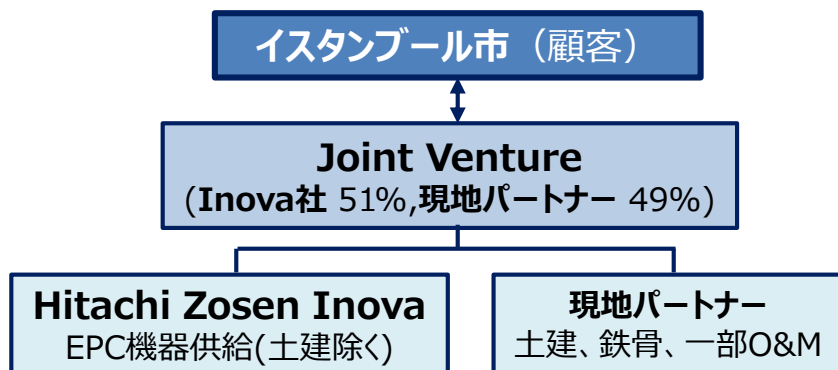 イスタンブール市（顧客）
Joint Venture
(Inova社 51%,現地パートナー 49%)
Hitachi Zosen Inova
EPC機器供給(土建除く)
現地パートナー
土建、鉄骨、一部O&M